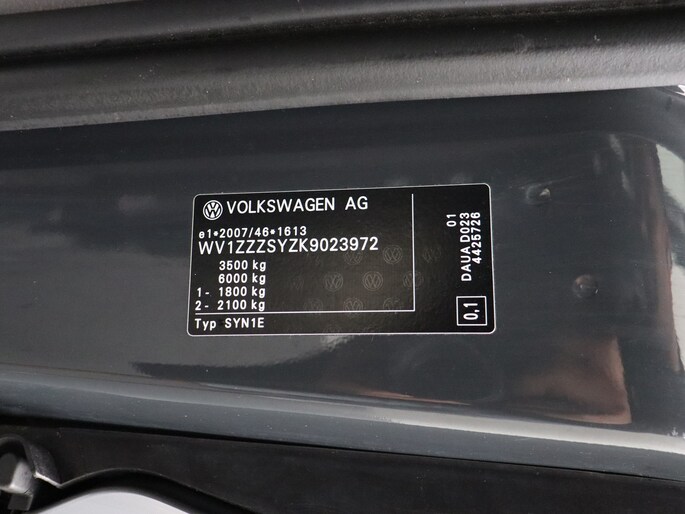 VOLKSWAGEN AG
e1*2007/46*1613
WV1ZZZSYZK9023972
3500 kg
6000 kg
1- 1800 kg
2- 2100 kg
Typ SYN1E
01
DAUA D023
4425726
0,1